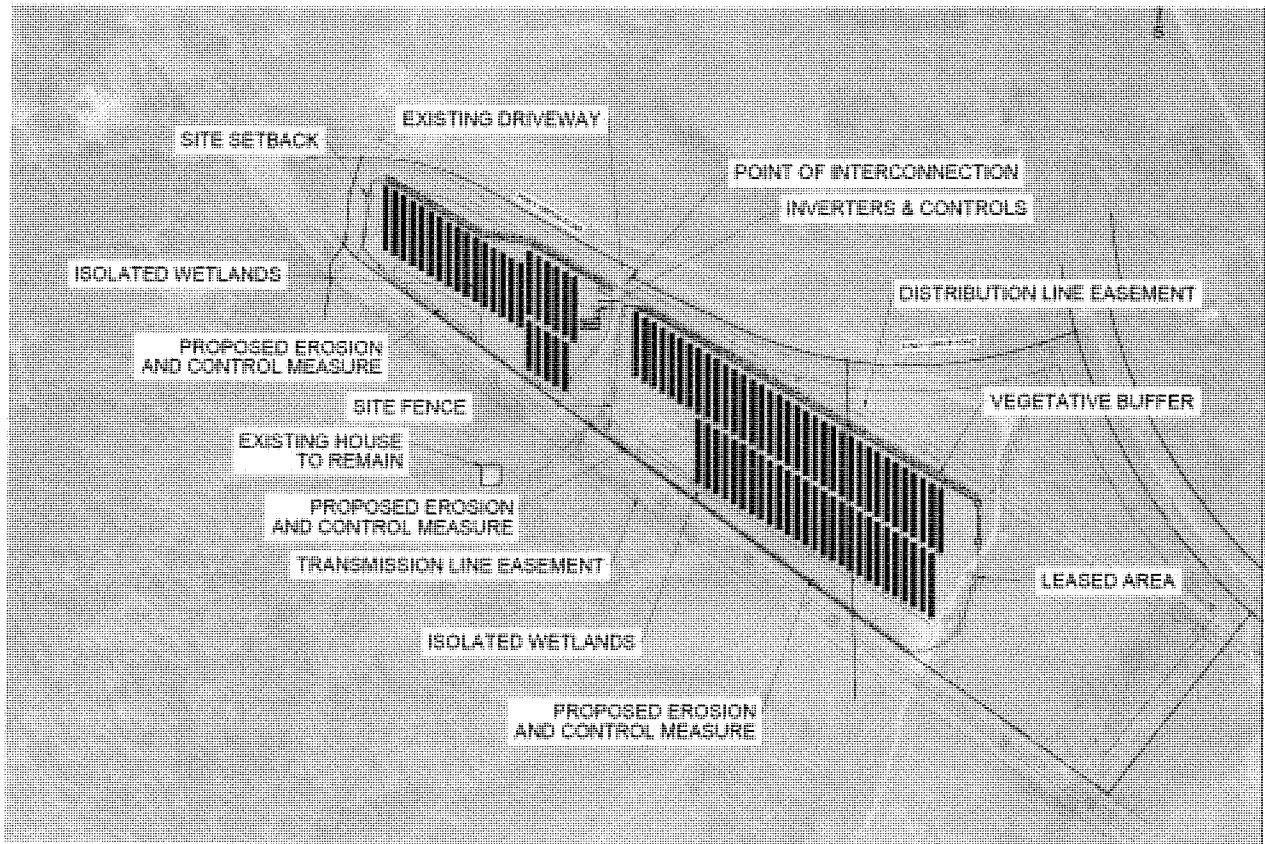 EXISTING DRIVEWAY
SITE SETBACK
POINT OF INTERCONNECTION
INVERTERS & CONTROLS
ISOLATED WETLANDS
DISTRIBUTION LINE EASEMENT
PROPOSED EROSION
AND CONTROL MEASURE
SITE FENCE
VEGETATIVE BUFFER
EXISTING HOUSE
TO REMAIN
PROPOSED EROSION
AND CONTROL MEASURE
TRANSMISSION LINE EASEMENT
LEASED AREA
ISOLATED WETLANDS
PROPOSED EROSION
AND CONTROL MEASURE